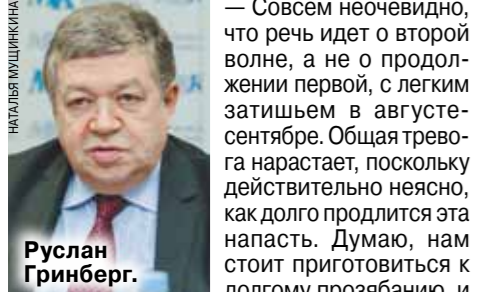 НАТАЛЬЯ МУЩИНКИНА
Руслан
Гринберг.
— Совсем неочевидно,
что речь идет о второй
волне, а не о продол-
жении первой, с легким
затишьем в августе-
сентябре. Общая трево-
га нарастает, поскольку
действительно неясно,
как долго продлится эта
напасть. Думаю, нам
стоит приготовиться к
долгому прозябанию, и